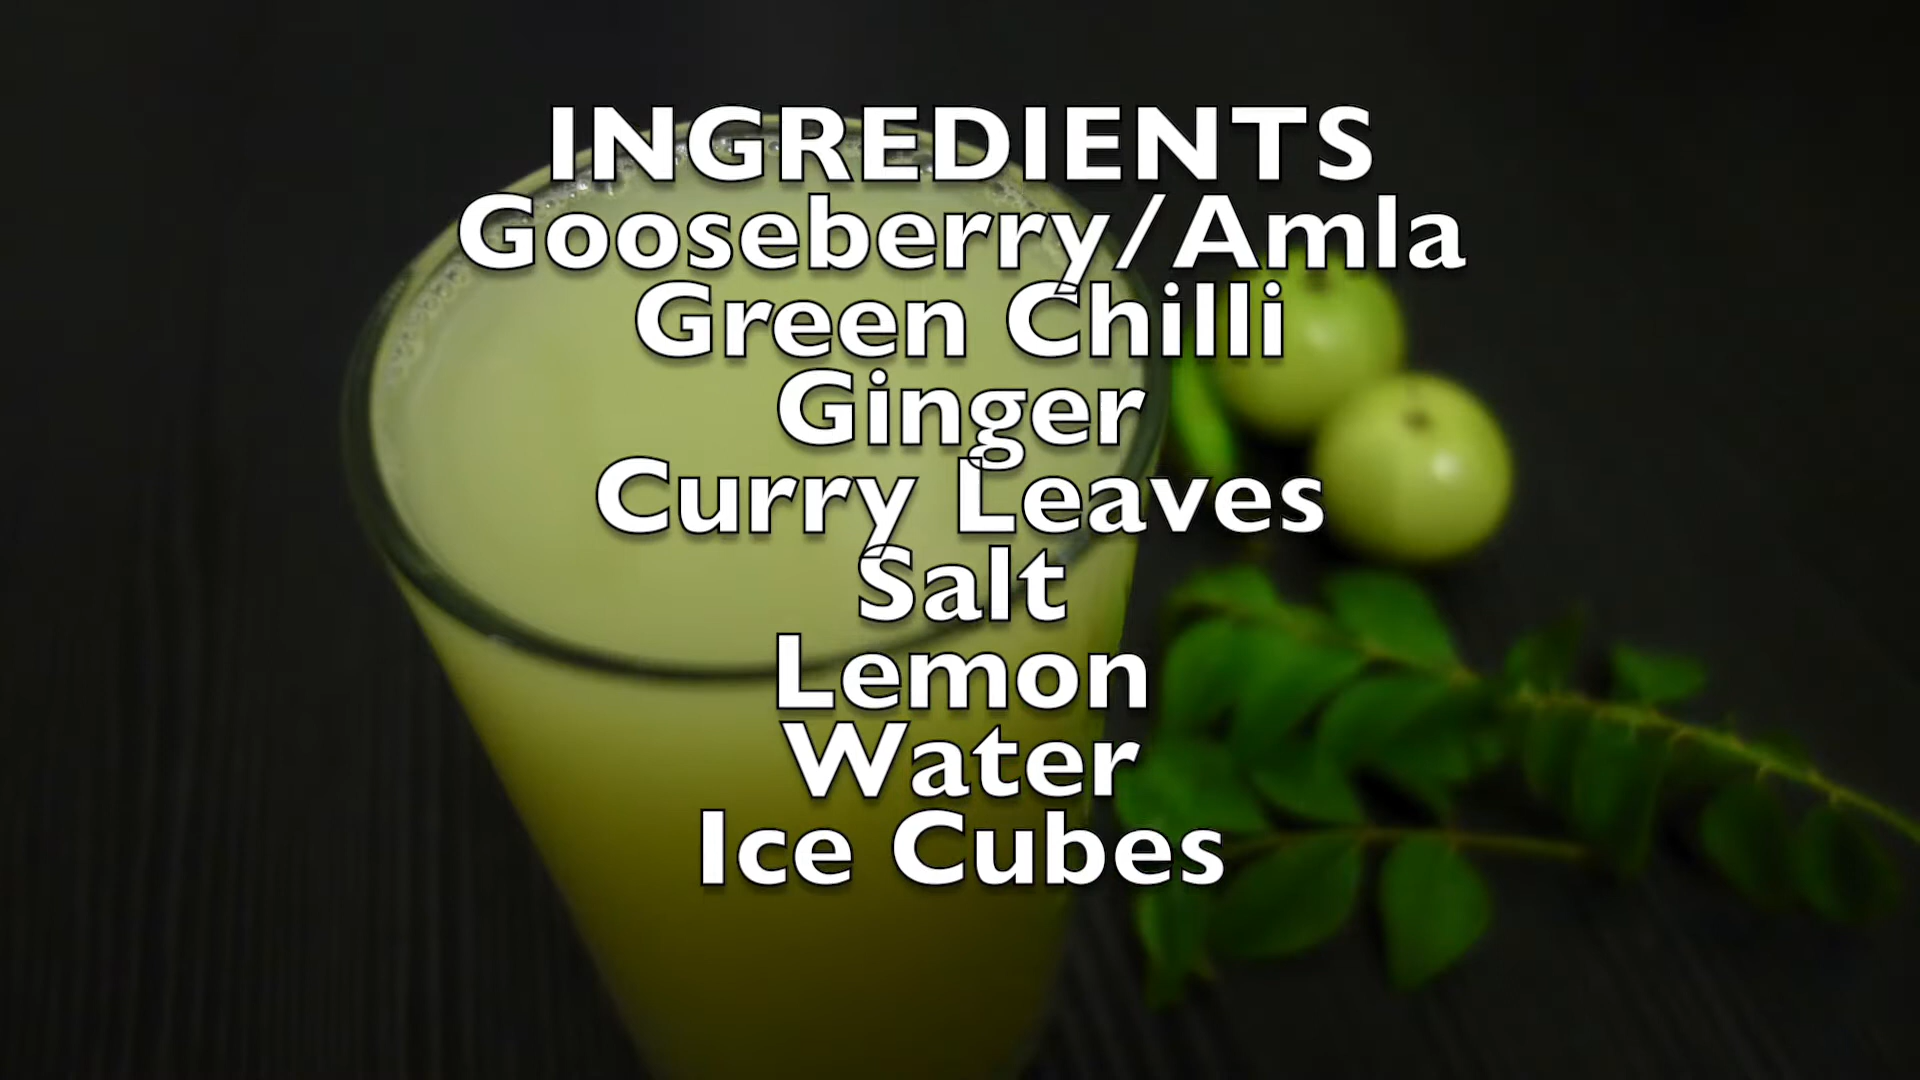 INGREDIENTS
Gooseberry/Amla
Green Chilli
Ginger
Curry Leaves
Salt
Lemon
Water
Ice Cubes